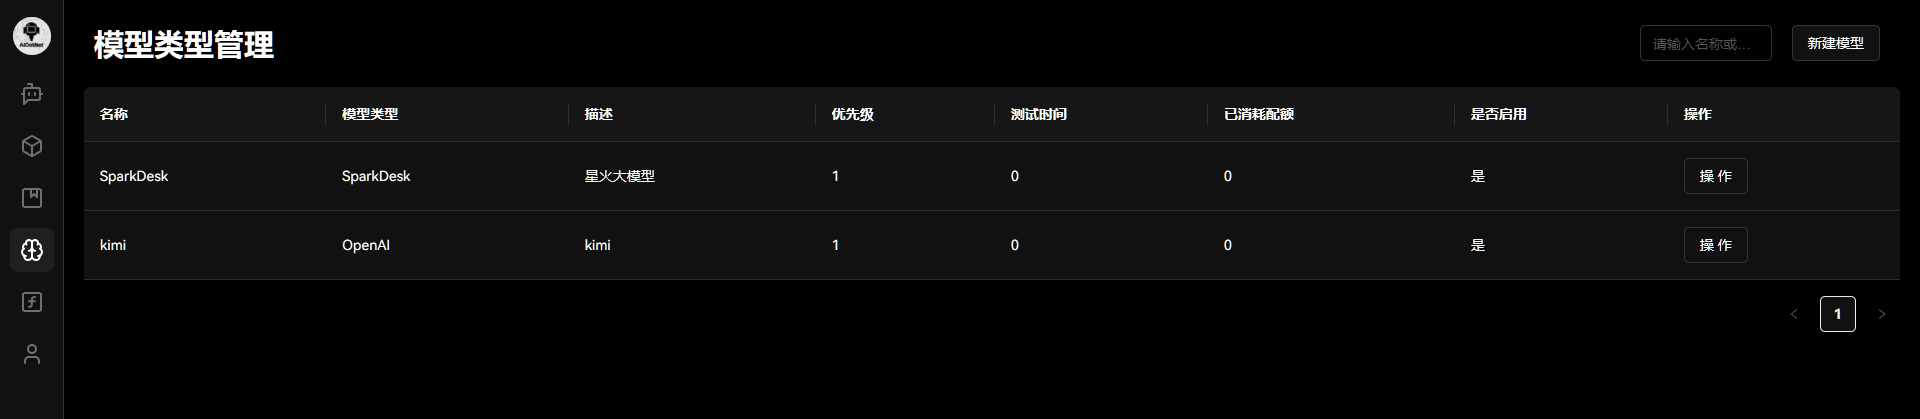 AIDotNet
模型类型管理
请输入名称或...
新建模型
名称 模型类型 描述 优先级 测试时间 已消耗配额 是否启用 操作
SparkDesk SparkDesk 星火大模型 1 0 0 是 操 作
kimi OpenAI kimi 1 0 0 是 操 作
< 1 >